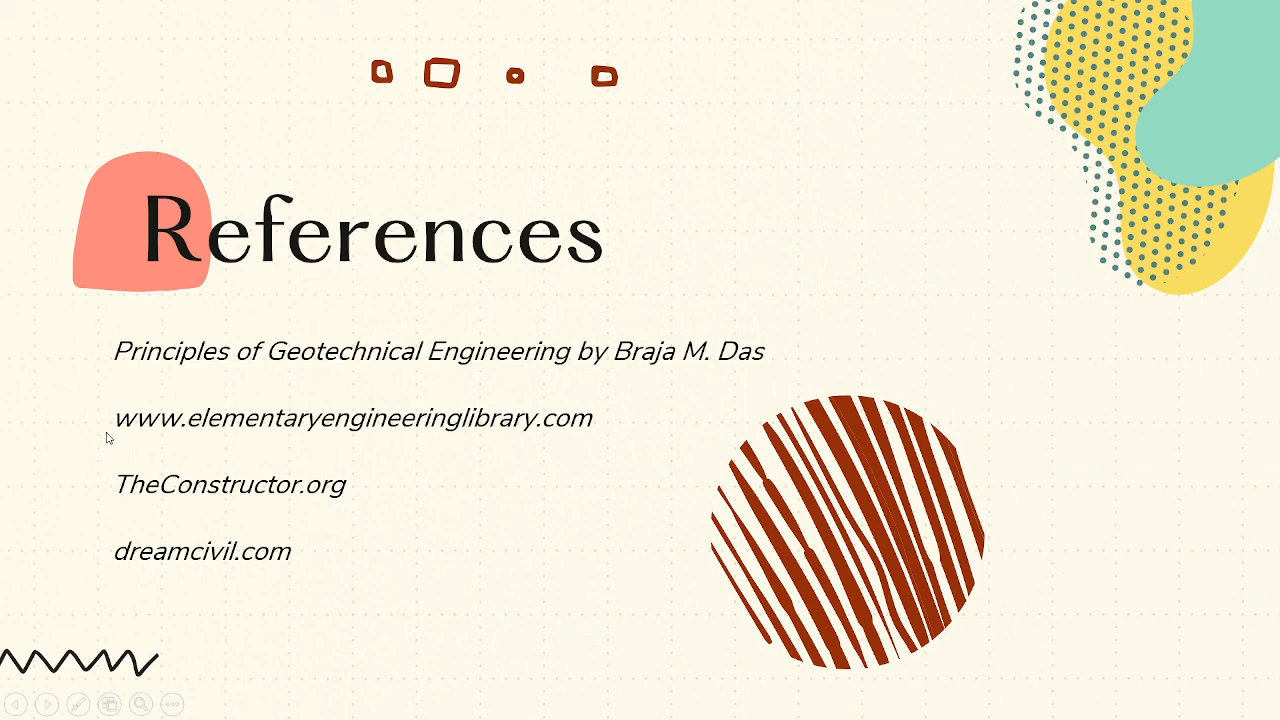 References
Principles of Geotechnical Engineering by Braja M. Das
www.elementaryengineeringlibrary.com
TheConstructor.org
dreamcivil.com